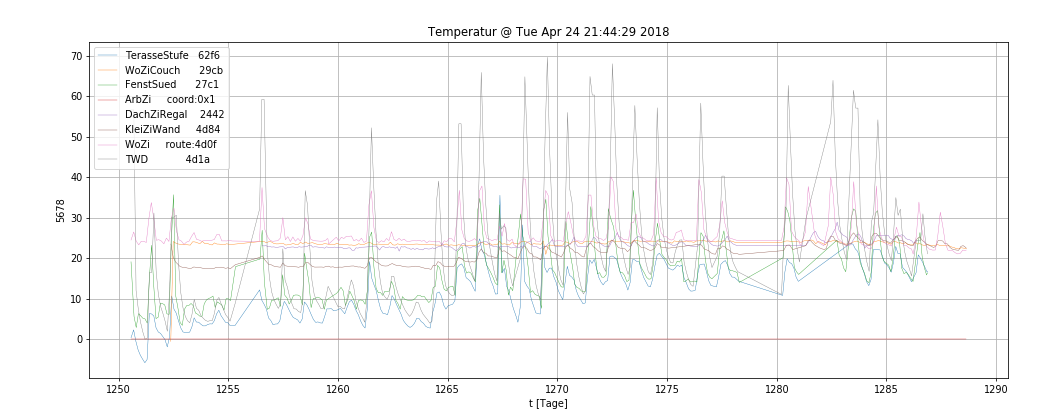 Temperatur @ Tue Apr 24 21:44:29 2018
70
60
50
40
30
20
10
0
5678
TerasseStufe 62f6
WoZiCouch 29cb
FenstSued 27c1
ArbZi coord:0x1
DachZiRegal 2442
KleiZiWand 4d84
WoZi route:4d0f
TWD 4d1a
1250 1255 1260 1265 1270 1275 1280 1285 1290
t [Tage]